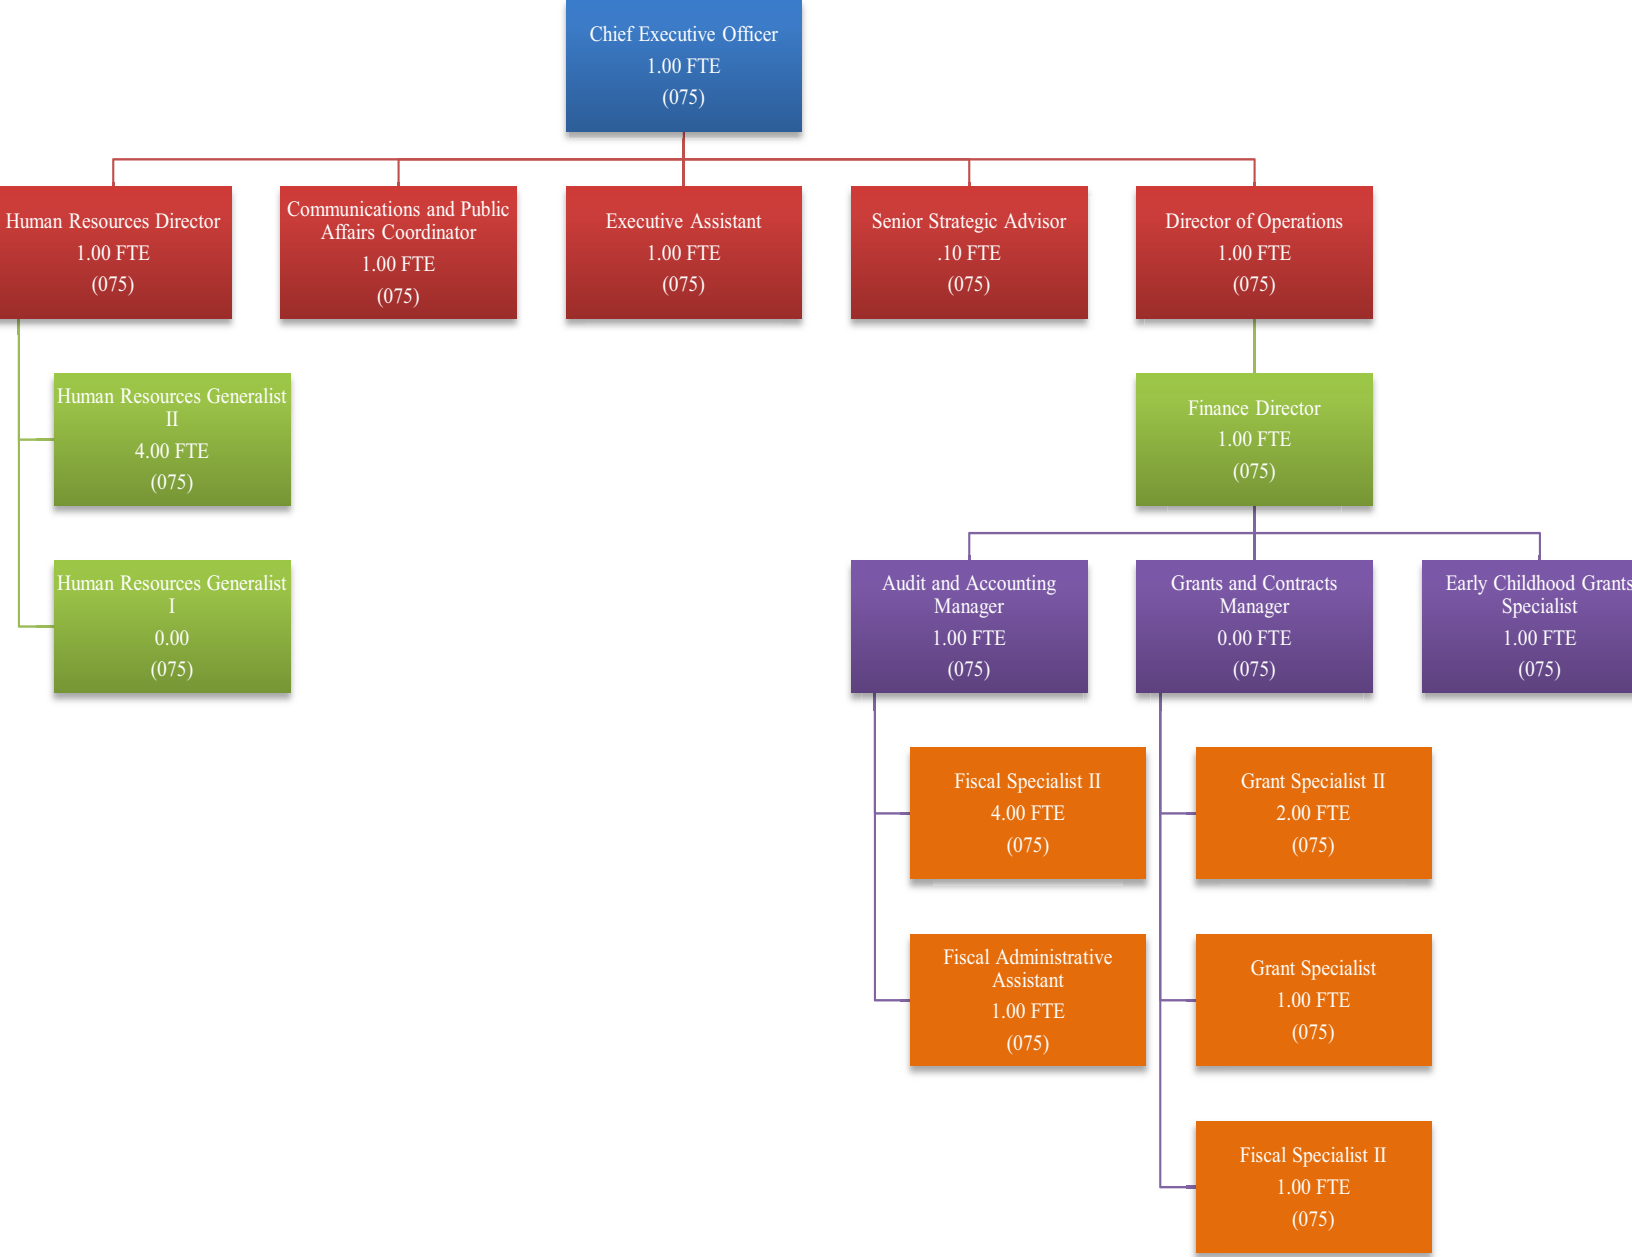 Chief Executive Officer
1.00 FTE
(075)
Human Resources Director
1.00 FTE
(075)
Communications and Public
Affairs Coordinator
1.00 FTE
(075)
Executive Assistant
1.00 FTE
(075)
Senior Strategic Advisor
.10 FTE
(075)
Director of Operations
1.00 FTE
(075)
Human Resources Generalist
II
4.00 FTE
(075)
Human Resources Generalist
I
0.00
(075)
Finance Director
1.00 FTE
(075)
Audit and Accounting
Manager
1.00 FTE
(075)
Grants and Contracts
Manager
0.00 FTE
(075)
Early Childhood Grants
Specialist
1.00 FTE
(075)
Fiscal Specialist II
4.00 FTE
(075)
Fiscal Administrative
Assistant
1.00 FTE
(075)
Grant Specialist II
2.00 FTE
(075)
Grant Specialist
1.00 FTE
(075)
Fiscal Specialist II
1.00 FTE
(075)